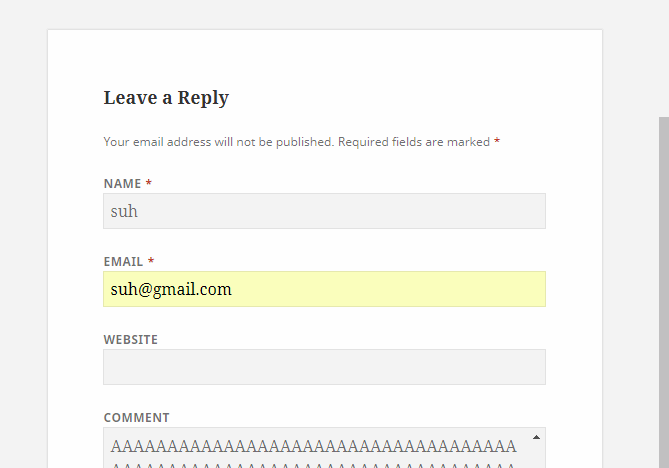 Leave a Reply
Your email address will not be published. Required fields are marked *
NAME *
suh
EMAIL *
suh@gmail.com
WEBSITE
COMMENT
AAAAAAAAAAAAAAAAAAAAAAAAAAAAAAAAAAAA